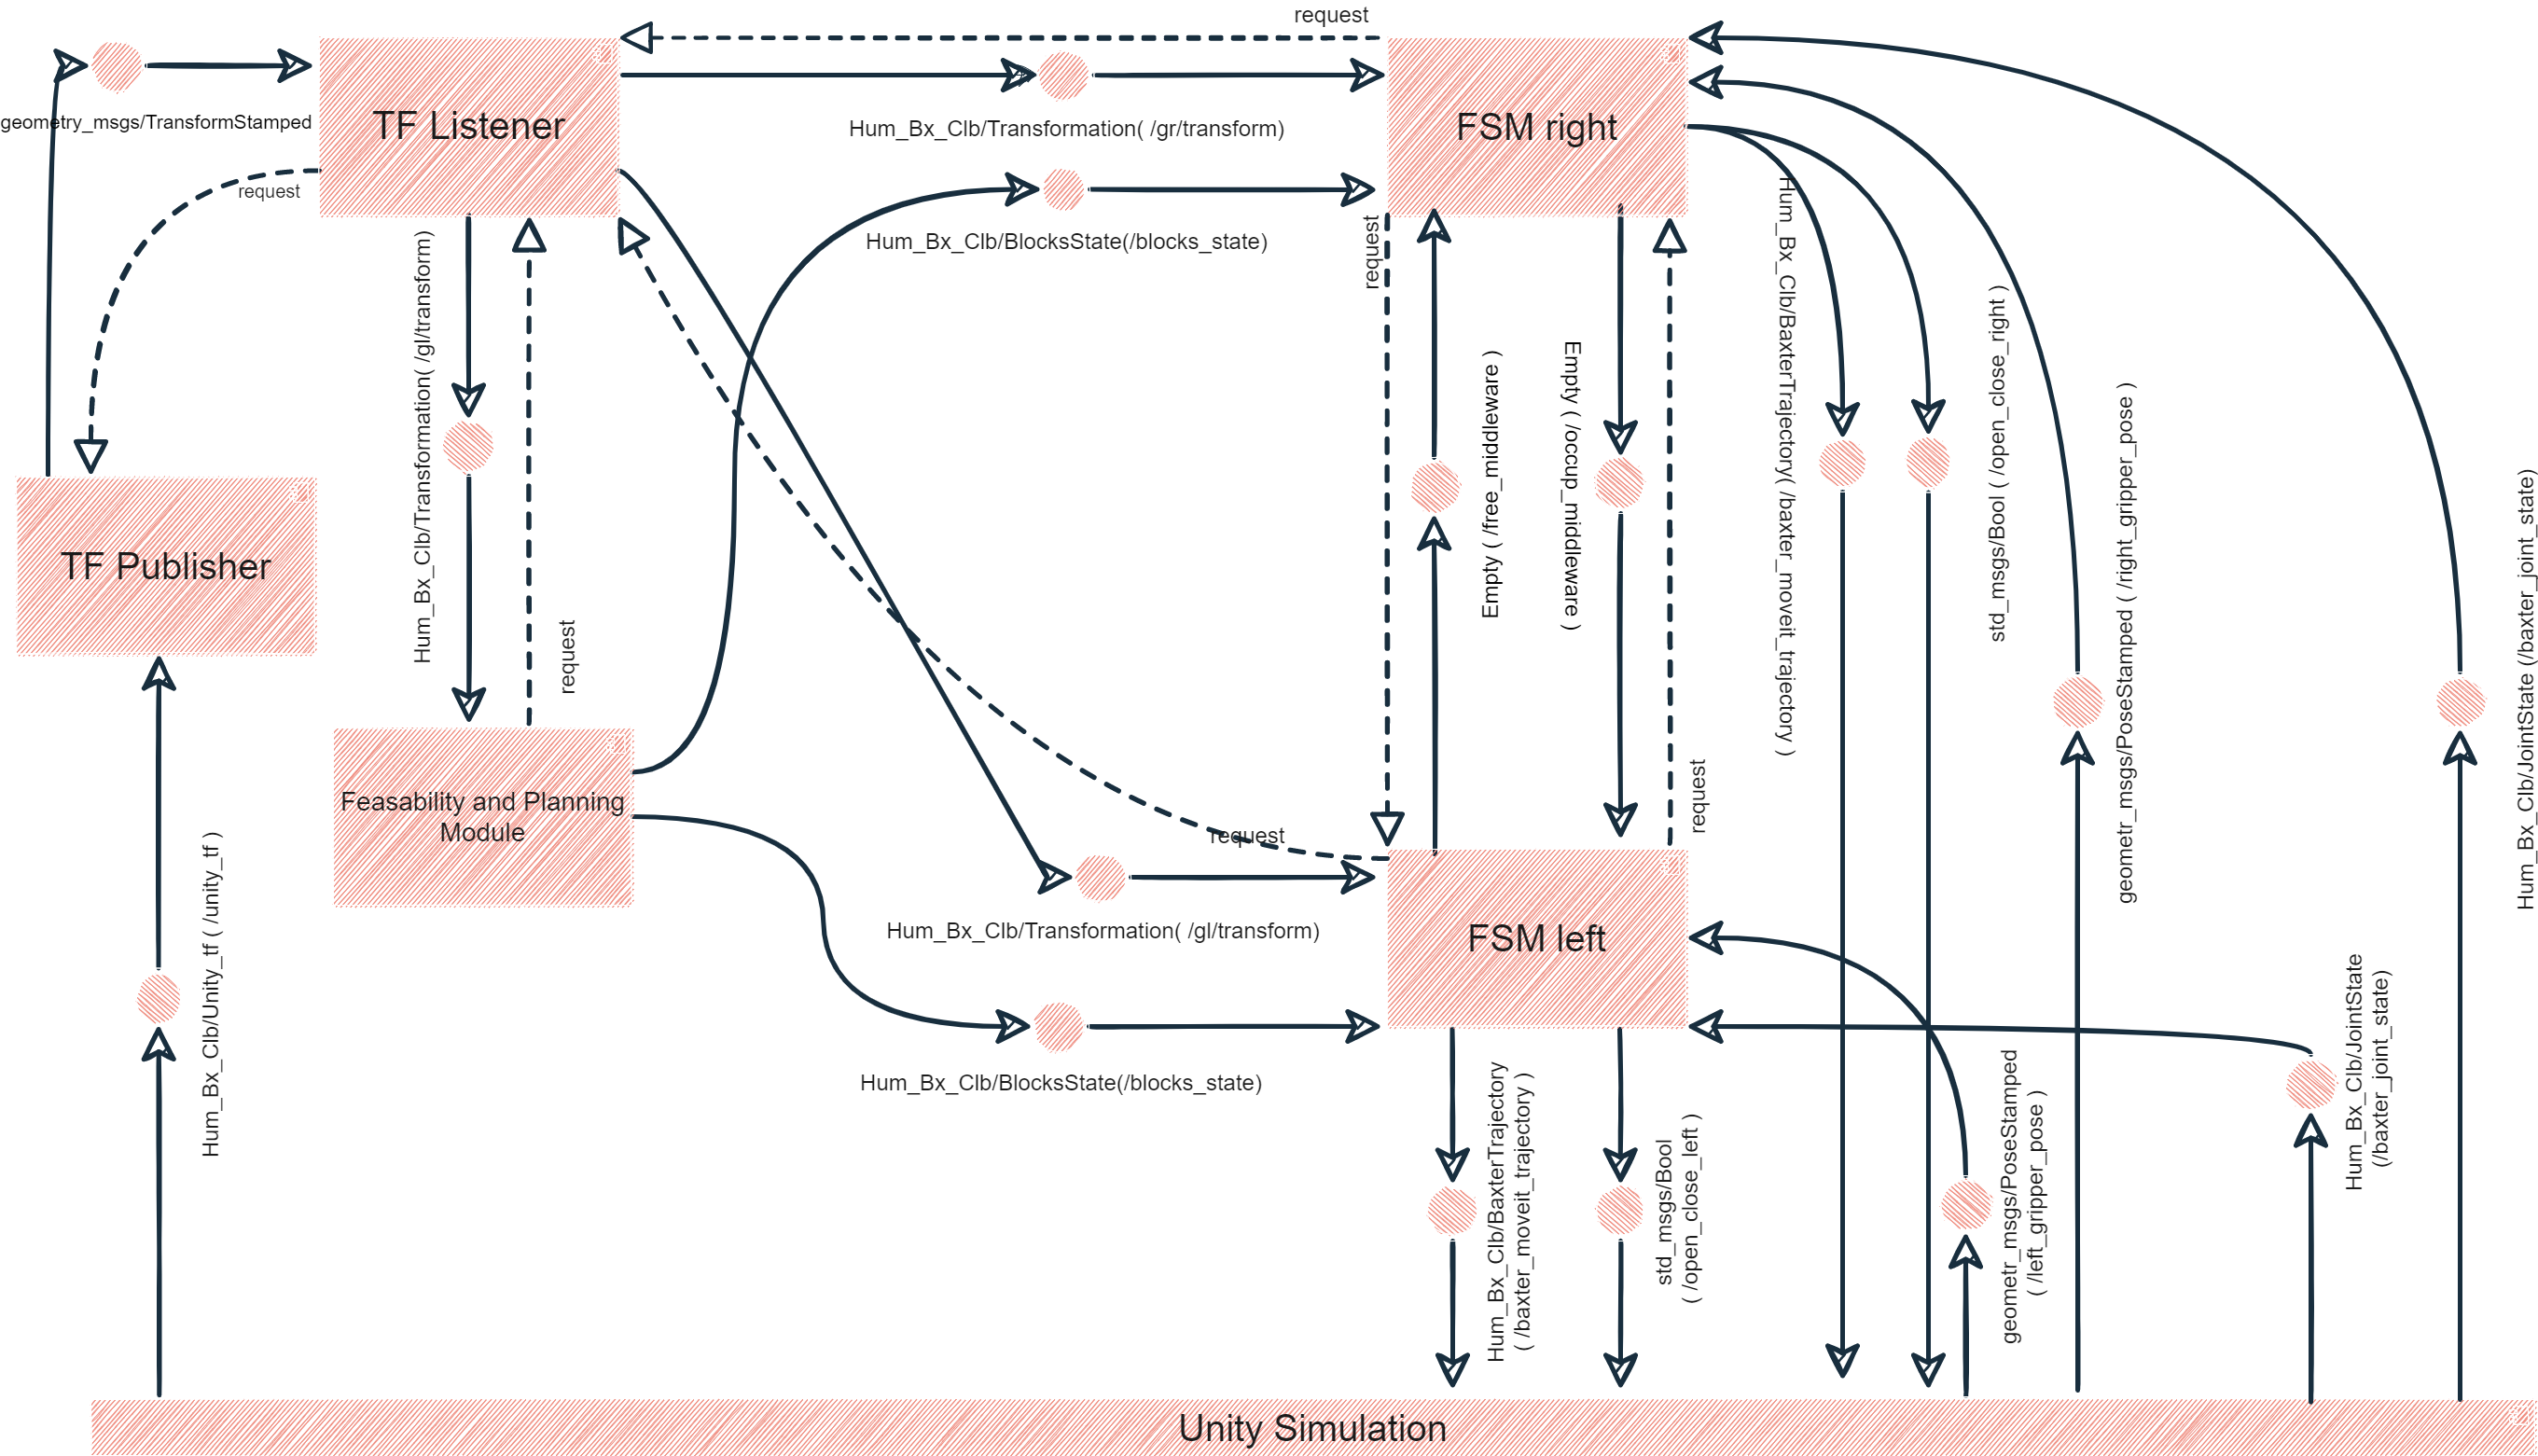 request
geometry_msgs/TransformStamped
TF Listener
Hum_Bx_Clb/Transformation( /gr/transform)
FSM right
request
Hum_Bx_Clb/BlocksState(/blocks_state)
request
Hum_Bx_Clb/Transformation( /gl/transform)
request
Empty ( /free_middleware )
Empty ( /occup_middleware )
Hum_Bx_Clb/BaxterTrajectory( /baxter_moveit_trajectory )
std_msgs/Bool ( /open_close_right )
geometr_msgs/PoseStamped ( /right_gripper_pose )
Hum_Bx_Clb/JointState (/baxter_joint_state)
TF Publisher
Feasability and Planning
Module
request
request
Hum_Bx_Clb/Unity_tf ( /unity_tf )
Hum_Bx_Clb/Transformation( /gl/transform)
FSM left
Hum_Bx_Clb/BlocksState(/blocks_state)
Hum_Bx_Clb/BaxterTrajectory
( /baxter_moveit_trajectory )
std_msgs/Bool
( /open_close_left )
geometr_msgs/PoseStamped
( /left_gripper_pose )
Hum_Bx_Clb/JointState
(/baxter_joint_state)
Unity Simulation